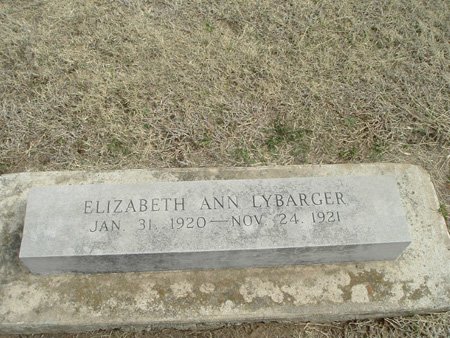 ELIZABETH ANN LYBARGER
JAN. 31. 1920—NOV. 24. 1921